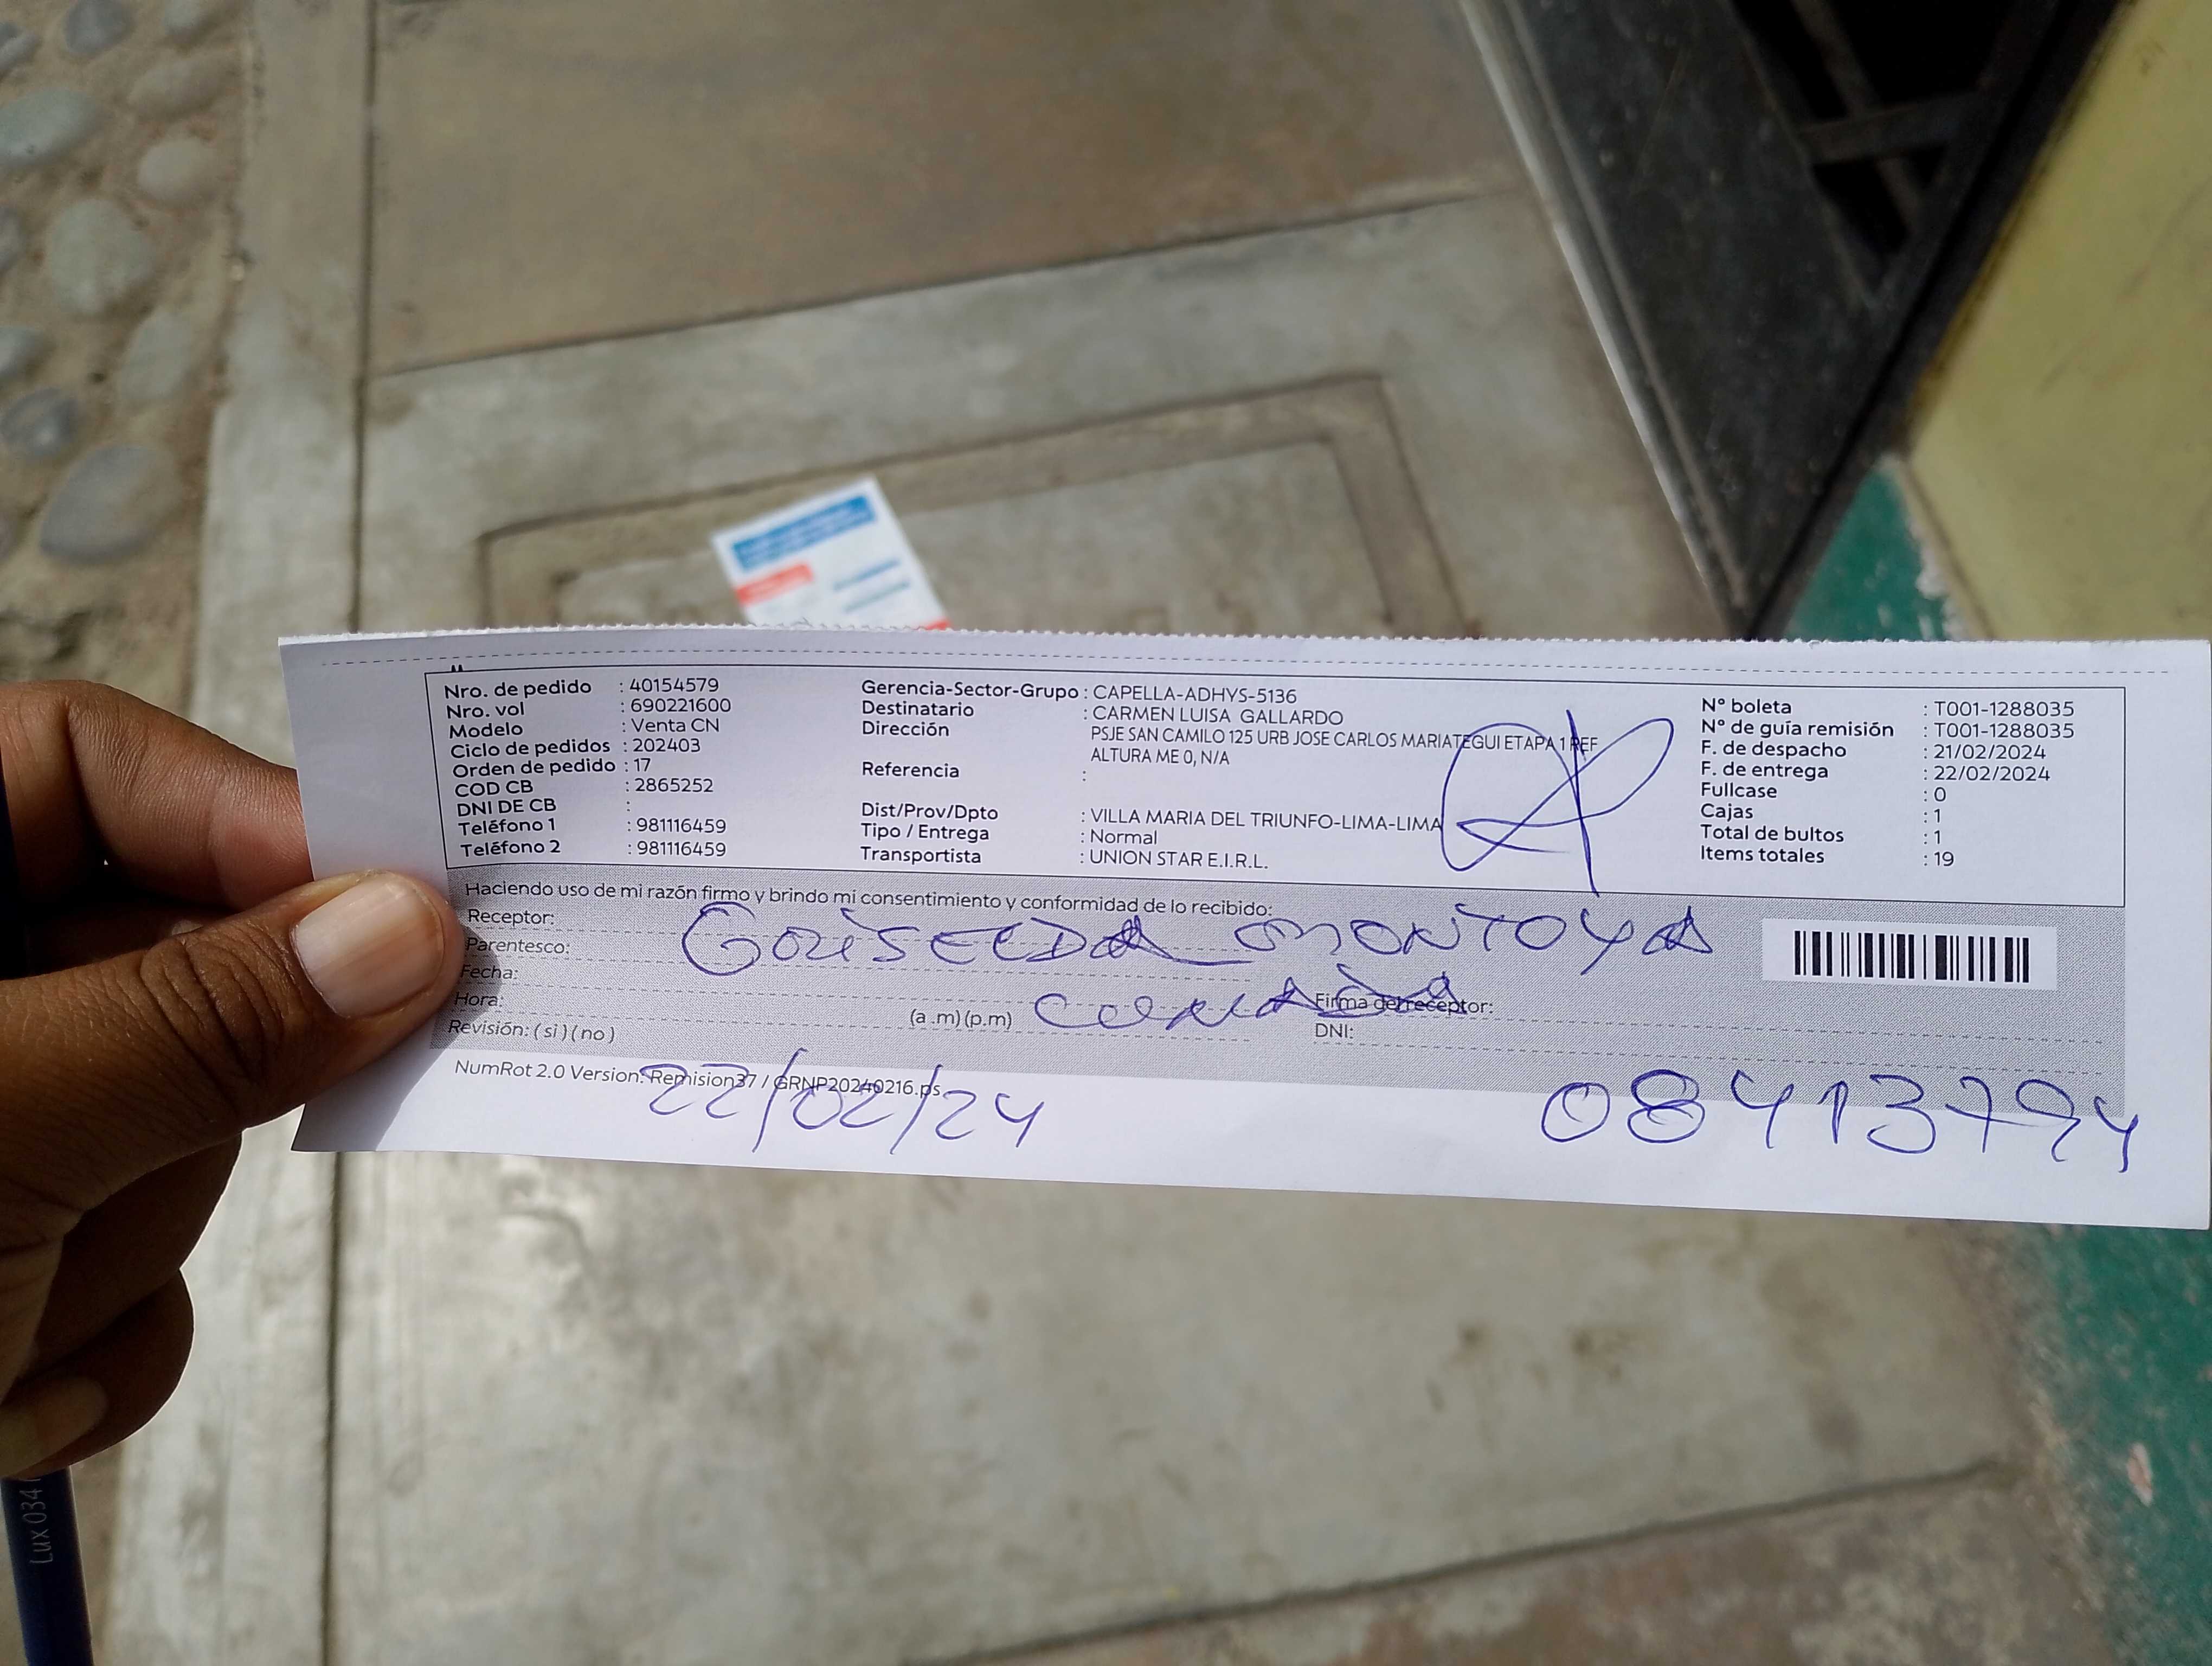 Nro. de pedido : 40154579
Nro. vol : 690221600
Modelo : Venta CN
Ciclo de pedidos : 202403
Orden de pedido : 17
COD CB : 2865252
DNI DE CB :
Teléfono 1 : 981116459
Teléfono 2 : 981116459
Gerencia-Sector-Grupo : CAPELLA-ADHYS-5136
Destinatario : CARMEN LUISA GALLARDO
Dirección PSJE SAN CAMILO 125 URB JOSE CARLOS MARIATEGUI ETAPA 1 REF
ALTURA ME 0, N/A
Referencia :
Dist/Prov/Dpto : VILLA MARIA DEL TRIUNFO-LIMA-LIMA
Tipo / Entrega : Normal
Transportista : UNION STAR E.I.R.L.
N° boleta : T001-1288035
N° de guía remisión : T001-1288035
F. de despacho : 21/02/2024
F. de entrega : 22/02/2024
Fullcase : 0
Cajas : 1
Total de bultos : 1
Items totales : 19
Haciendo uso de mi razón firmo y brindo mi consentimiento y conformidad de lo recibido:
Receptor:
GRISELDA MONTOYA
Parentesco:
Fecha:
Hora: (a .m) (p.m)
Firma del receptor:
Revisión: ( si ) ( no )
DNI:
NumRot 2.0 Version: Remision37 / GRNP20240216.ps
22/02/24
08413794
Lux 034